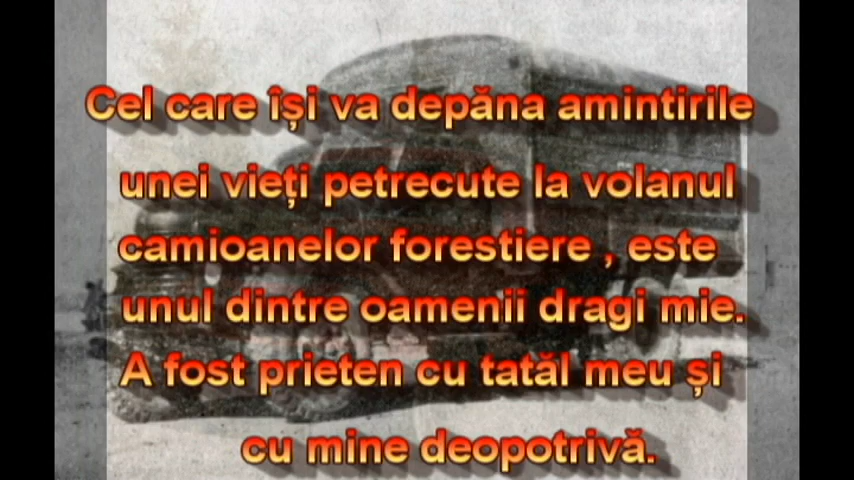 Cel care își va depăna amintirile
unei vieți petrecute la volanul
camioanelor forestiere , este
unul dintre oamenii dragi mie.
A fost prieten cu tatăl meu și
cu mine deopotrivă.